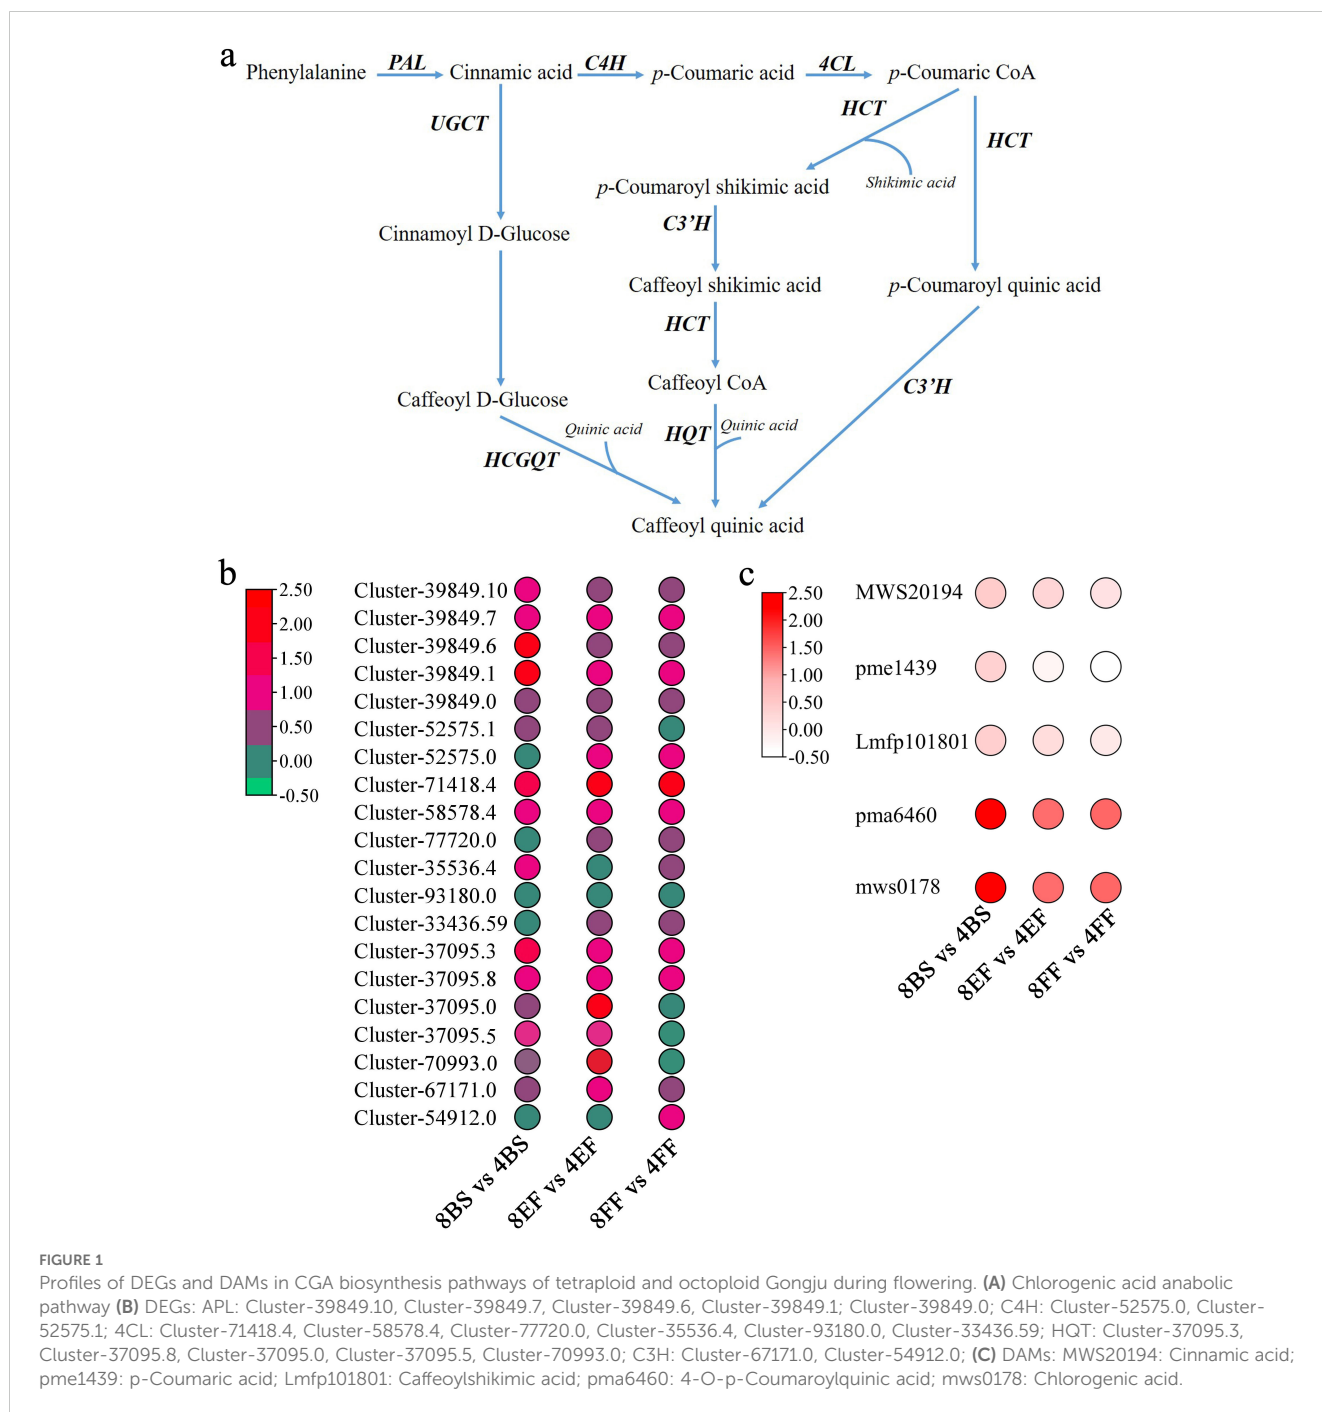 a
Phenylalanine PAL Cinnamic acid C4H p-Coumaric acid 4CL p-Coumaric CoA
UGCT
HCT
HCT
p-Coumaroyl shikimic acid
Shikimic acid
C3’H
Cinnamoyl D-Glucose
Caffeoyl shikimic acid
p-Coumaroyl quinic acid
HCT
Caffeoyl CoA
C3’H
Caffeoyl D-Glucose
Quinic acid
HQT
Quinic acid
HCGQT
Caffeoyl quinic acid
b
2.50
2.00
1.50
1.00
0.50
0.00
-0.50
Cluster-39849.10
Cluster-39849.7
Cluster-39849.6
Cluster-39849.1
Cluster-39849.0
Cluster-52575.1
Cluster-52575.0
Cluster-71418.4
Cluster-58578.4
Cluster-77720.0
Cluster-35536.4
Cluster-93180.0
Cluster-33436.59
Cluster-37095.3
Cluster-37095.8
Cluster-37095.0
Cluster-37095.5
Cluster-70993.0
Cluster-67171.0
Cluster-54912.0
8BS vs 4BS
8EF vs 4EF
8FF vs 4FF
c
2.50
2.00
1.50
1.00
0.50
0.00
-0.50
MWS20194
pme1439
Lmfp101801
pma6460
mws0178
8BS vs 4BS
8EF vs 4EF
8FF vs 4FF
FIGURE 1
Profiles of DEGs and DAMs in CGA biosynthesis pathways of tetraploid and octoploid Gongju during flowering. (A) Chlorogenic acid anabolic
pathway (B) DEGs: APL: Cluster-39849.10, Cluster-39849.7, Cluster-39849.6, Cluster-39849.1; Cluster-39849.0; C4H: Cluster-52575.0, Cluster-
52575.1; 4CL: Cluster-71418.4, Cluster-58578.4, Cluster-77720.0, Cluster-35536.4, Cluster-93180.0, Cluster-33436.59; HQT: Cluster-37095.3,
Cluster-37095.8, Cluster-37095.0, Cluster-37095.5, Cluster-70993.0; C3H: Cluster-67171.0, Cluster-54912.0; (C) DAMs: MWS20194: Cinnamic acid;
pme1439: p-Coumaric acid; Lmfp101801: Caffeoylshikimic acid; pma6460: 4-O-p-Coumaroylquinic acid; mws0178: Chlorogenic acid.